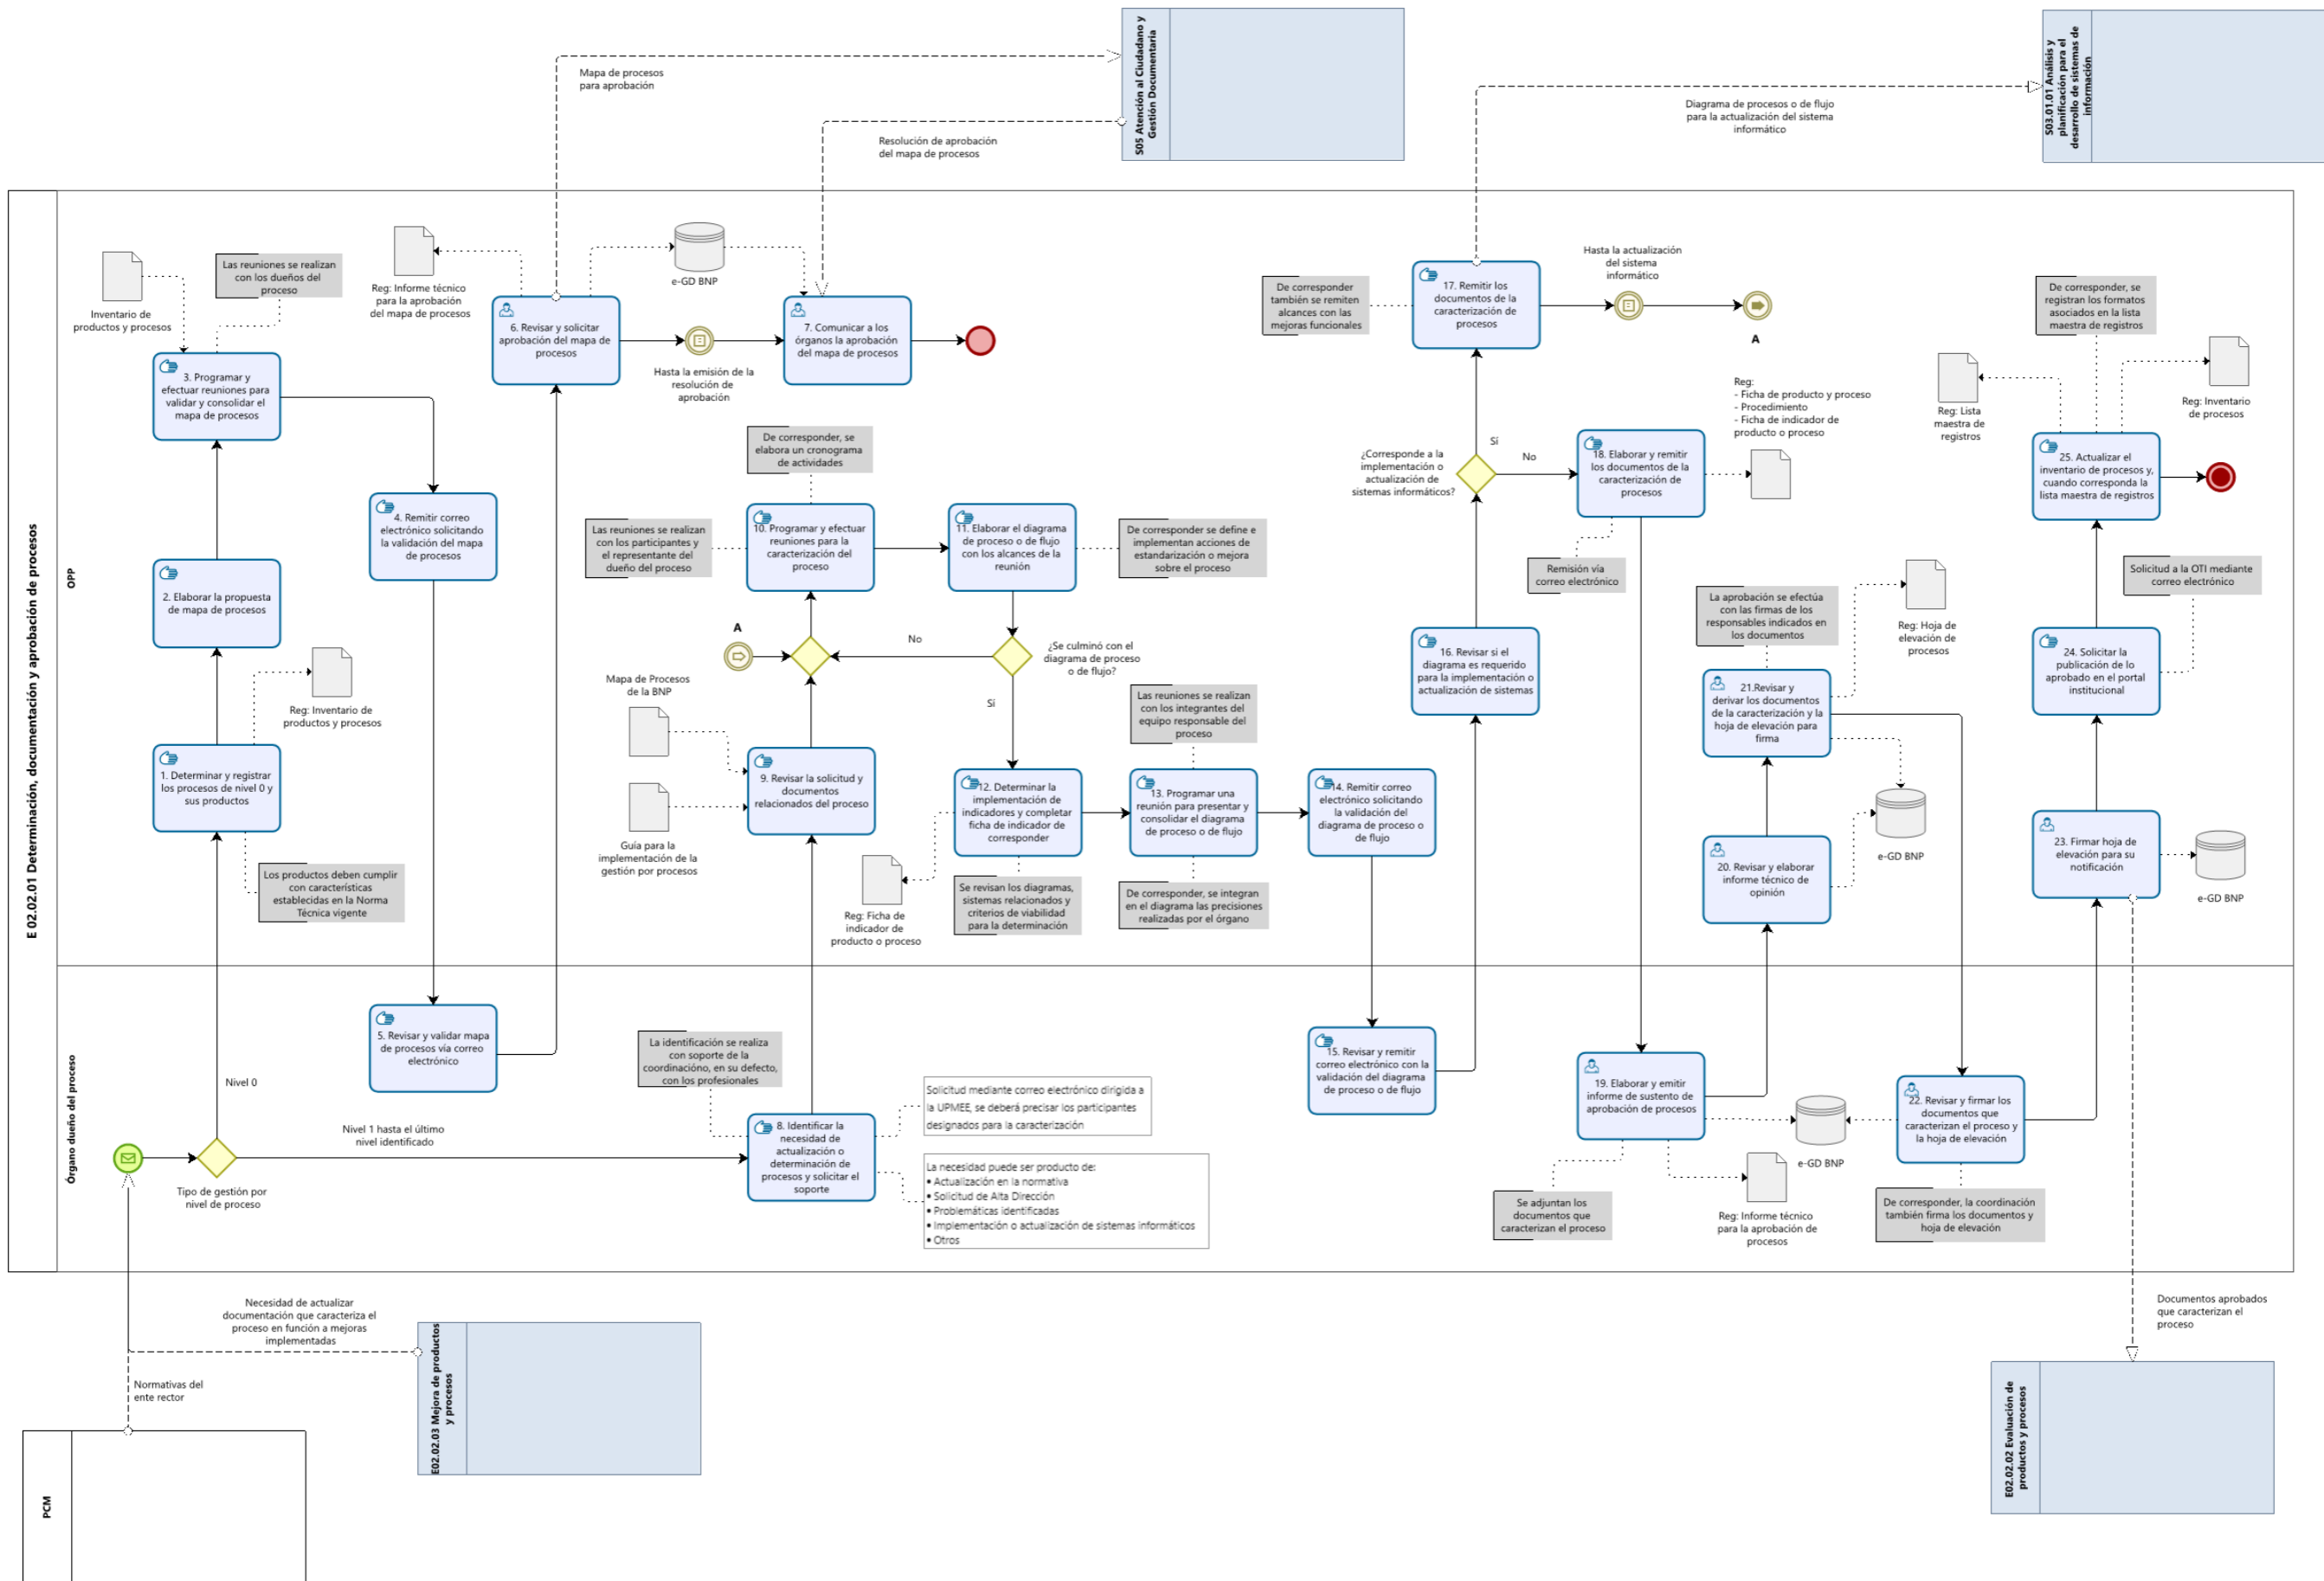 S05 Atención al Ciudadano y
Gestión Documentaria
S03.01.01 Análisis y
planificación para el
desarrollo de sistemas de
información
Mapa de procesos
para aprobación
Resolución de aprobación
del mapa de procesos
Diagrama de procesos o de flujo
para la actualización del sistema
informático
E 02.02.01 Determinación, documentación y aprobación de procesos
OPP
Inventario de
productos y procesos
Las reuniones se realizan
con los dueños del
proceso
3. Programar y
efectuar reuniones para
validar y consolidar el
mapa de procesos
2. Elaborar la propuesta
de mapa de procesos
Reg: Inventario de
productos y procesos
1. Determinar y registrar
los procesos de nivel 0 y
sus productos
Los productos deben cumplir
con características
establecidas en la Norma
Técnica vigente
Reg: Informe técnico
para la aprobación
del mapa de procesos
4. Remitir correo
electrónico solicitando
la validación del mapa
de procesos
6. Revisar y solicitar
aprobación del mapa de
procesos
e-GD BNP
Hasta la emisión de la
resolución de
aprobación
7. Comunicar a los
órganos la aprobación
del mapa de procesos
De corresponder, se
elabora un cronograma
de actividades
Las reuniones se realizan
con los participantes y
el representante del
dueño del proceso
10. Programar y efectuar
reuniones para la
caracterización del
proceso
11. Elaborar el diagrama
de proceso o de flujo
con los alcances de la
reunión
De corresponder se define e
implementan acciones de
estandarización o mejora
sobre el proceso
A
No
¿Se culminó con el
diagrama de proceso
o de flujo?
Sí
Mapa de Procesos
de la BNP
Guía para la
implementación de la
gestión por procesos
9. Revisar la solicitud y
documentos
relacionados del proceso
Las reuniones se realizan
con los integrantes del
equipo responsable del
proceso
12. Determinar la
implementación de
indicadores y completar
ficha de indicador de
corresponder
13. Programar una
reunión para presentar y
consolidar el diagrama
de proceso o de flujo
14. Remitir correo
electrónico solicitando
la validación del
diagrama de proceso o
de flujo
Reg: Ficha de
indicador de
producto o proceso
Se revisan los diagramas,
sistemas relacionados y
criterios de viabilidad
para la determinación
De corresponder, se integran
en el diagrama las precisiones
realizadas por el órgano
De corresponder
también se remiten
alcances con las
mejoras funcionales
17. Remitir los
documentos de la
caracterización de
procesos
Hasta la actualización
del sistema
informático
A
¿Corresponde a la
implementación o
actualización de
sistemas informáticos?
Sí
No
18. Elaborar y remitir
los documentos de la
caracterización de
procesos
Reg:
- Ficha de producto y proceso
- Procedimiento
- Ficha de indicador de
producto o proceso
Remisión vía
correo electrónico
16. Revisar si el
diagrama es requerido
para la implementación o
actualización de sistemas
La aprobación se efectúa
con las firmas de los
responsables indicados en
los documentos
Reg: Hoja de
elevación de
procesos
21.Revisar y
derivar los documentos
de la caracterización y la
hoja de elevación para
firma
e-GD BNP
20. Revisar y elaborar
informe técnico de
opinión
De corresponder, se
registran los formatos
asociados en la lista
maestra de registros
Reg: Lista
maestra de
registros
Reg: Inventario
de procesos
25. Actualizar el
inventario de procesos y,
cuando corresponda la
lista maestra de registros
Solicitud a la OTI mediante
correo electrónico
24. Solicitar la
publicación de lo
aprobado en el portal
institucional
23. Firmar hoja de
elevación para su
notificación
e-GD BNP
Órgano dueño del proceso
Tipo de gestión por
nivel de proceso
Nivel 0
Nivel 1 hasta el último
nivel identificado
5. Revisar y validar mapa
de procesos vía correo
electrónico
La identificación se realiza
con soporte de la
coordinacióno, en su defecto,
con los profesionales
8. Identificar la
necesidad de
actualización o
determinación de
procesos y solicitar el
soporte
Solicitud mediante correo electrónico dirigida a
la UPMEE, se deberá precisar los participantes
designados para la caracterización
La necesidad puede ser producto de:
• Actualización en la normativa
• Solicitud de Alta Dirección
• Problemáticas identificadas
• Implementación o actualización de sistemas informáticos
• Otros
15. Revisar y remitir
correo electrónico con la
validación del diagrama
de proceso o de flujo
19. Elaborar y emitir
informe de sustento de
aprobación de procesos
Se adjuntan los
documentos que
caracterizan el proceso
Reg: Informe técnico
para la aprobación de
procesos
e-GD BNP
22. Revisar y firmar los
documentos que
caracterizan el proceso y
la hoja de elevación
De corresponder, la coordinación
también firma los documentos y
hoja de elevación
Necesidad de actualizar
documentación que caracteriza el
proceso en función a mejoras
implementadas
Normativas del
ente rector
E02.02.03 Mejora de productos
y procesos
PCM
Documentos aprobados
que caracterizan el
proceso
E02.02.02 Evaluación de
productos y procesos